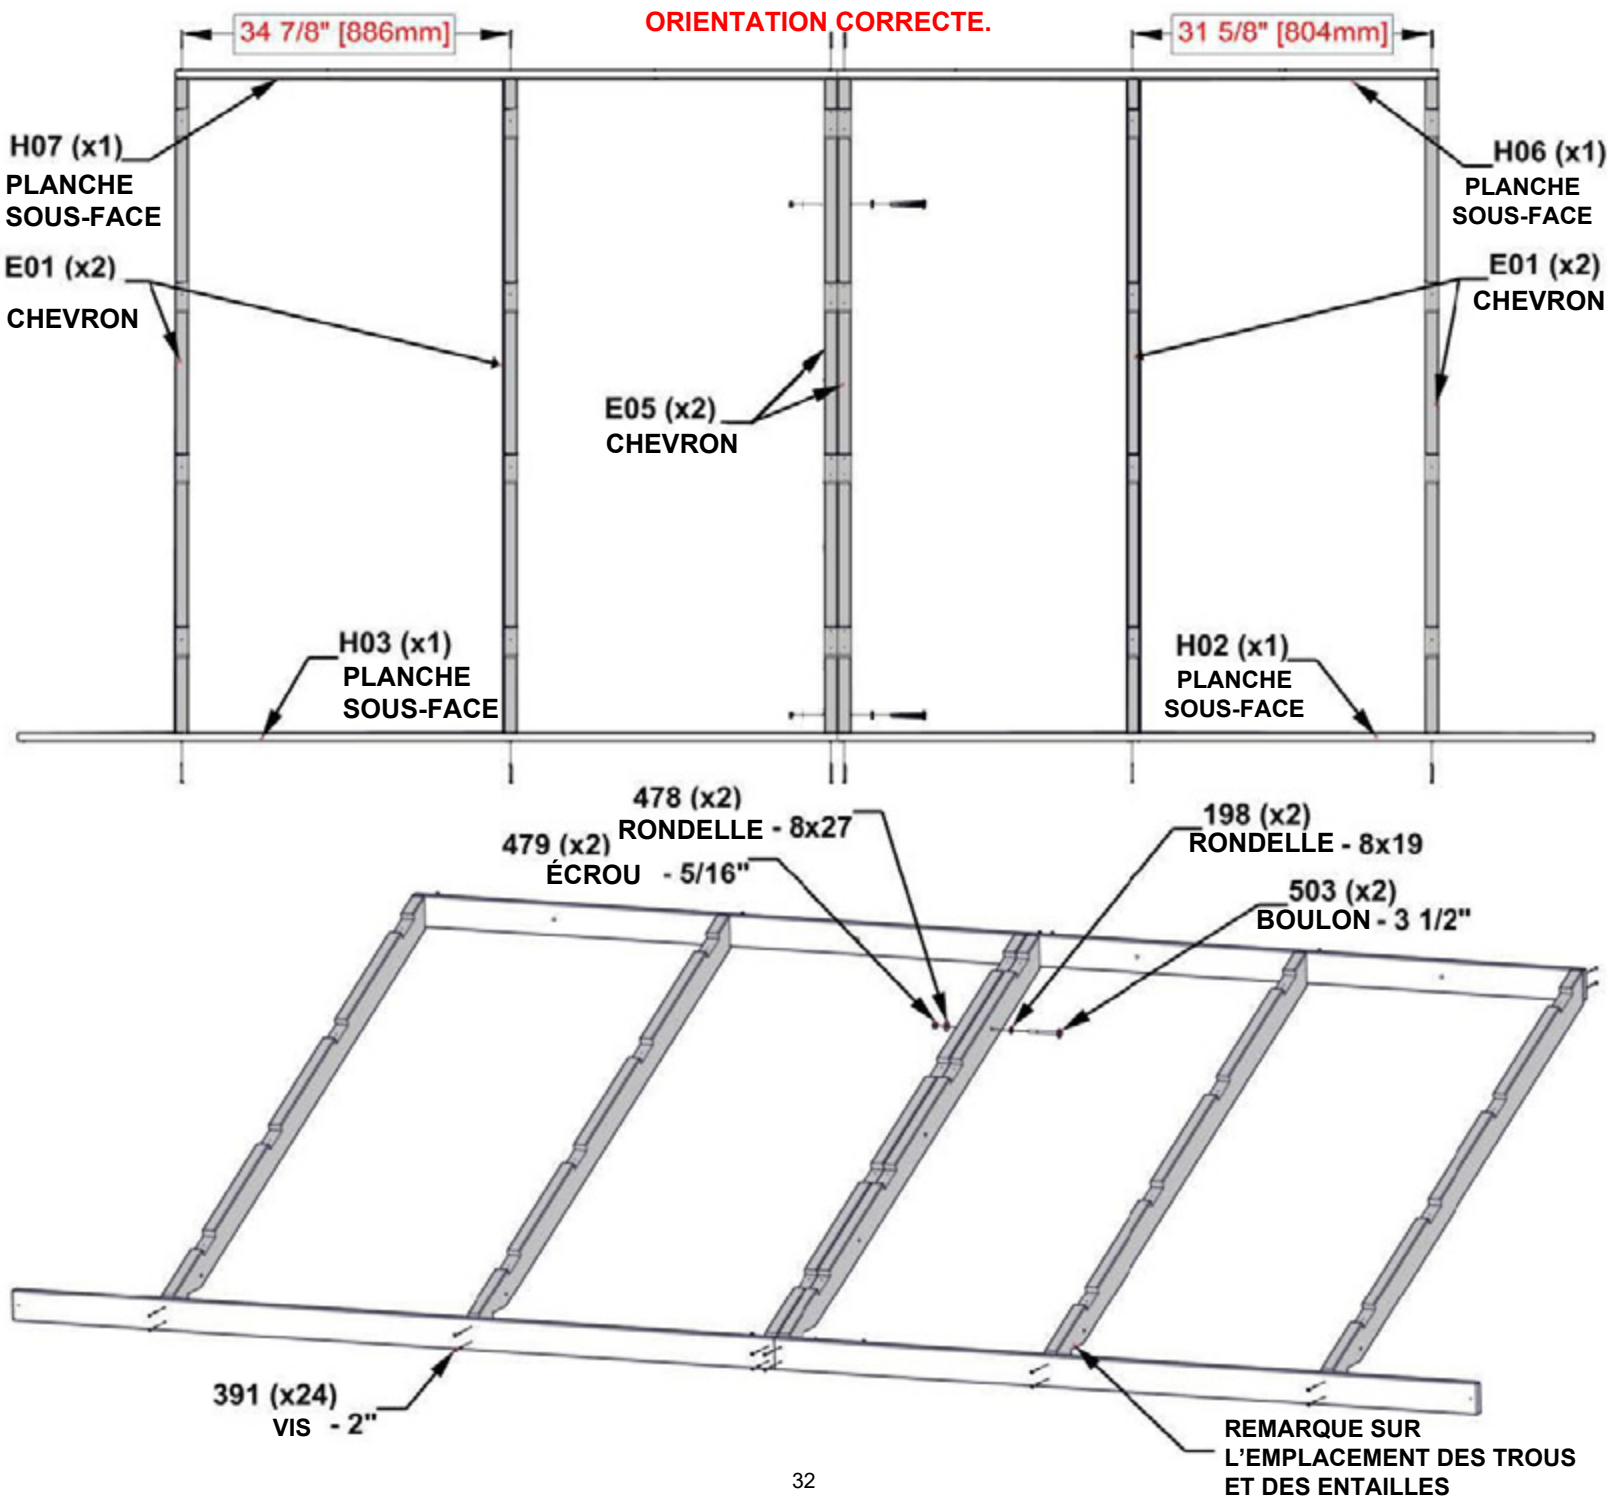 ORIENTATION CORRECTE.
34 7/8" [886mm]
31 5/8" [804mm]
H07 (x1)
PLANCHE
SOUS-FACE
H06 (x1)
PLANCHE
SOUS-FACE
E01 (x2)
CHEVRON
E01 (x2)
CHEVRON
E05 (x2)
CHEVRON
H03 (x1)
PLANCHE
SOUS-FACE
H02 (x1)
PLANCHE
SOUS-FACE
478 (x2)
RONDELLE - 8x27
479 (x2)
ÉCROU - 5/16"
198 (x2)
RONDELLE - 8x19
503 (x2)
BOULON - 3 1/2"
391 (x24)
VIS - 2"
REMARQUE SUR
L'EMPLACEMENT DES TROUS
ET DES ENTAILLES
32